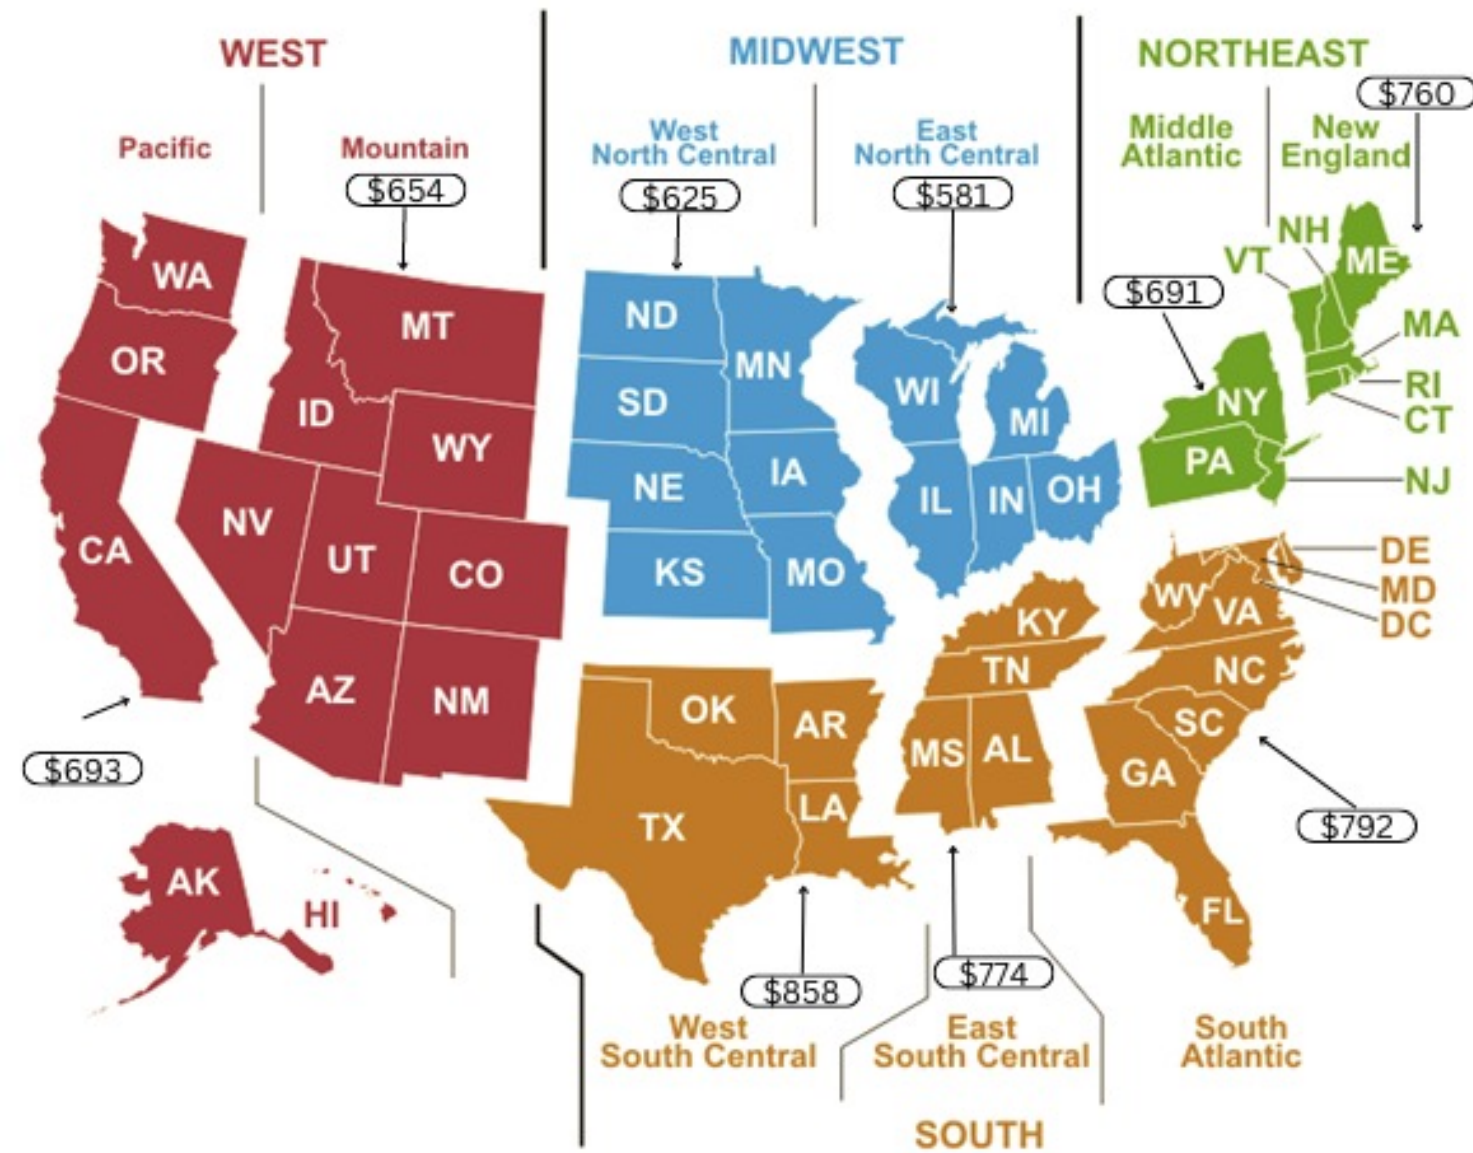 WEST
MIDWEST
NORTHEAST
$760
Pacific
Mountain
West
North Central
East
North Central
Middle
Atlantic
New
England
$654
$625
$581
$691
NH
VT
ME
MA
RI
CT
NJ
WA
OR
CA
MT
ID
WY
NV
UT
CO
AZ
NM
ND
SD
NE
KS
MN
IA
MO
WI
MI
IL
IN
OH
NY
PA
DE
MD
DC
WV
VA
KY
TN
NC
SC
GA
MS
AL
OK
AR
TX
LA
FL
$693
AK
HI
$792
$858
$774
West
South Central
East
South Central
South
Atlantic
SOUTH